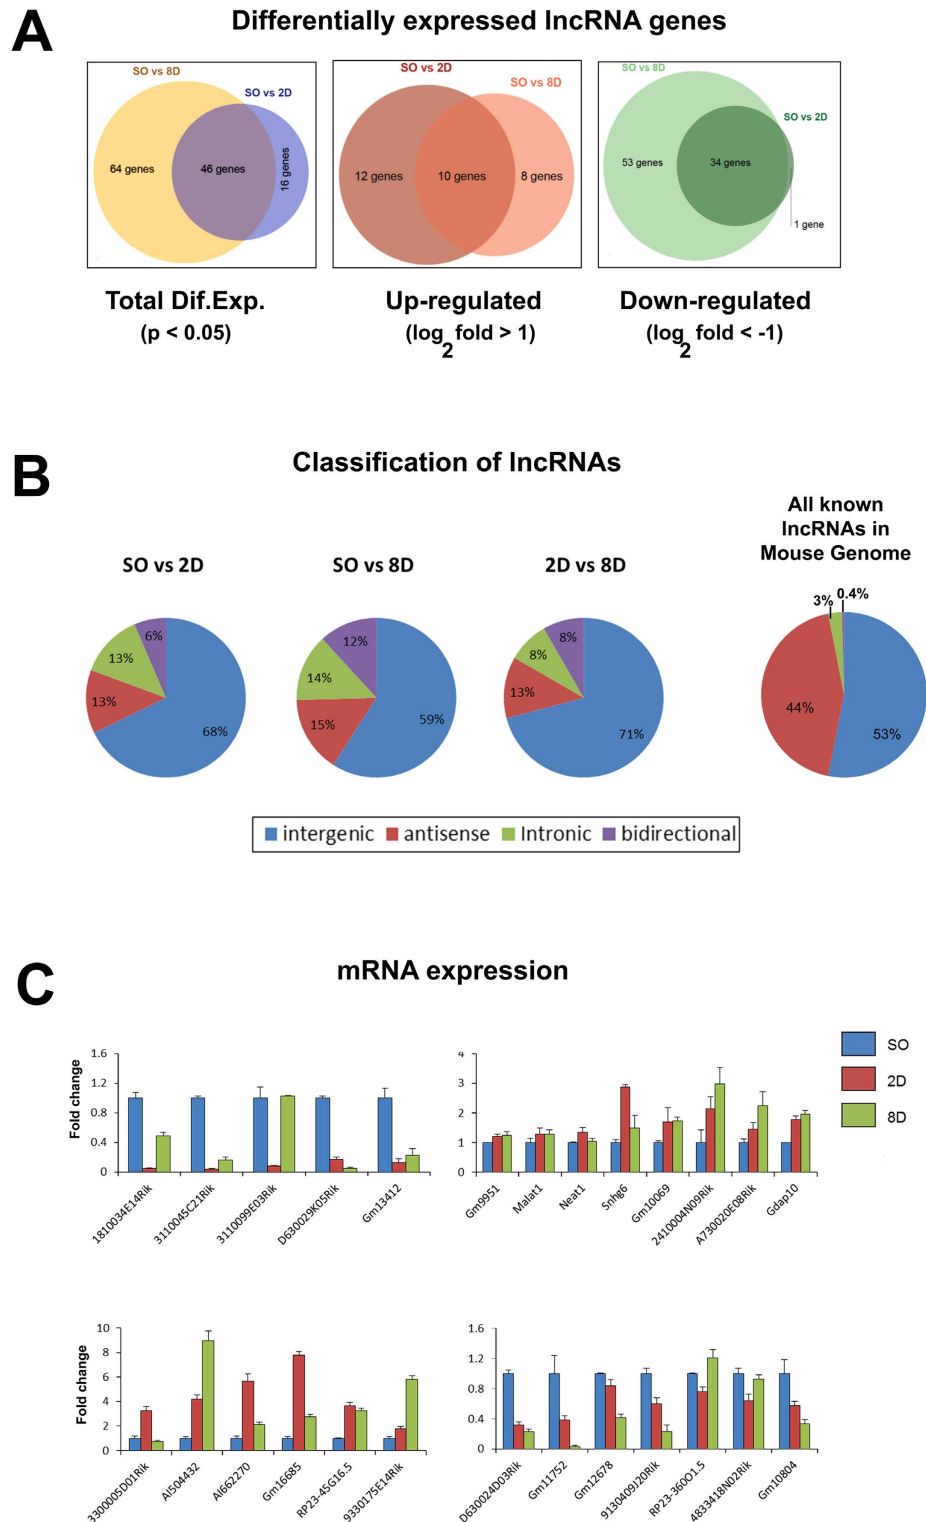 A
Differentially expressed lncRNA genes
SO vs 8D
SO vs 2D
64 genes
46 genes
16 genes
SO vs 2D
SO vs 8D
12 genes
10 genes
8 genes
SO vs 8D
SO vs 2D
53 genes
34 genes
1 gene
Total Dif.Exp.
(p < 0.05)
Up-regulated
(log2 fold > 1)
Down-regulated
(log2 fold < -1)
B
Classification of lncRNAs
SO vs 2D
SO vs 8D
2D vs 8D
All known
lncRNAs in
Mouse Genome
6%
13%
13%
68%
12%
14%
15%
59%
8%
8%
13%
71%
3%
0.4%
44%
53%
intergenic
antisense
Intronic
bidirectional
C
mRNA expression
Fold change
1.6
1.2
0.8
0.4
0
1810034E14Rik
3110045C21Rik
3110099E03Rik
D630029K05Rik
Gm13412
4
3
2
1
0
Gm9951
Malat1
Neat1
Snhg6
Gm10069
2410004N09Rik
A730020E08Rik
Gdap10
SO
2D
8D
Fold change
10
8
6
4
2
0
3300005D01Rik
AI504432
AI662270
Gm16685
RP23-45G16.5
9330175E14Rik
1.6
1.2
0.8
0.4
0
D630024D03Rik
Gm11752
Gm12678
9130409J20Rik
RP23-360O1.5
4833418N02Rik
Gm10804